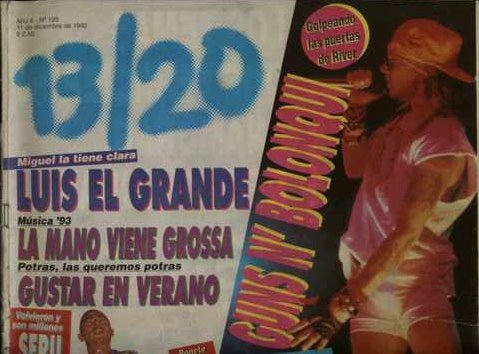 Año 4 - Nº 195
11 de diciembre de 1992
$ 2,50
13/20
Golpeando
las puertas
de River
Miguel la tiene clara
LUIS EL GRANDE
Música '93
LA MANO VIENE GROSSA
Potras, las queremos potras
GUSTAR EN VERANO
GUNS N' BOLONQUI
Volvieron y
son millones
SERU
People